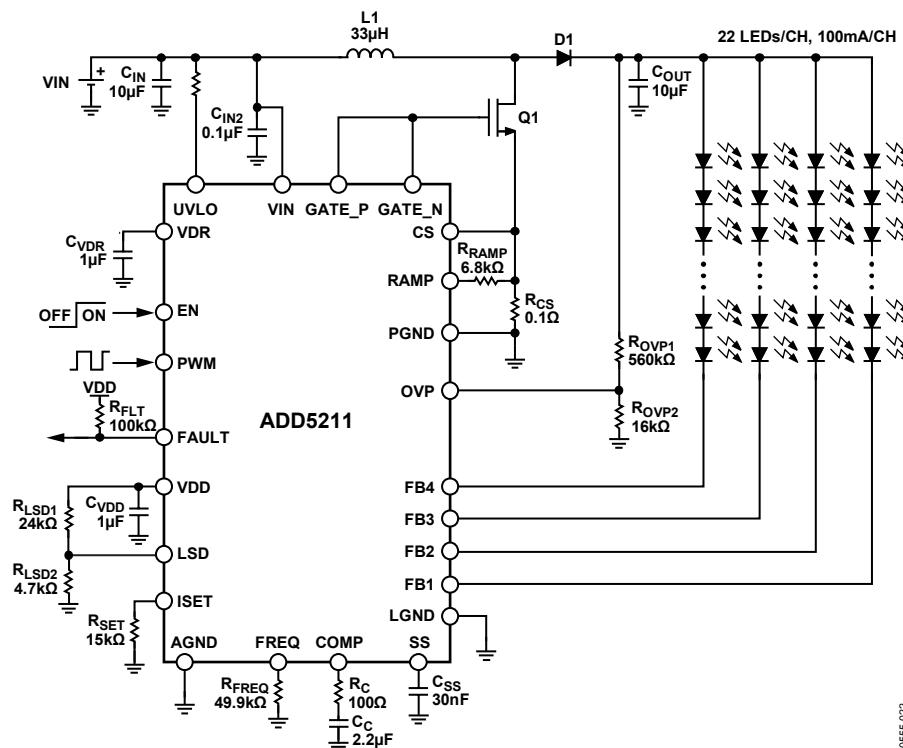 L1
33µH
D1
22 LEDs/CH, 100mA/CH
VIN
+
CIN
10µF
CIN2
0.1µF
Q1
COUT
10µF
UVLO
VIN
GATE_P
GATE_N
VDR
CS
CVDR
1µF
RRAMP
6.8kΩ
RAMP
RCS
0.1Ω
OFF
ON
EN
PGND
PWM
ROVP1
560kΩ
VDD
OVP
RFLT
100kΩ
ROVP2
16kΩ
FAULT
ADD5211
VDD
FB4
RLSD1
24kΩ
CVDD
1µF
FB3
LSD
FB2
RLSD2
4.7kΩ
FB1
ISET
LGND
RSET
15kΩ
AGND
FREQ
COMP
SS
RFREQ
49.9kΩ
RC
100Ω
CSS
30nF
CC
2.2µF